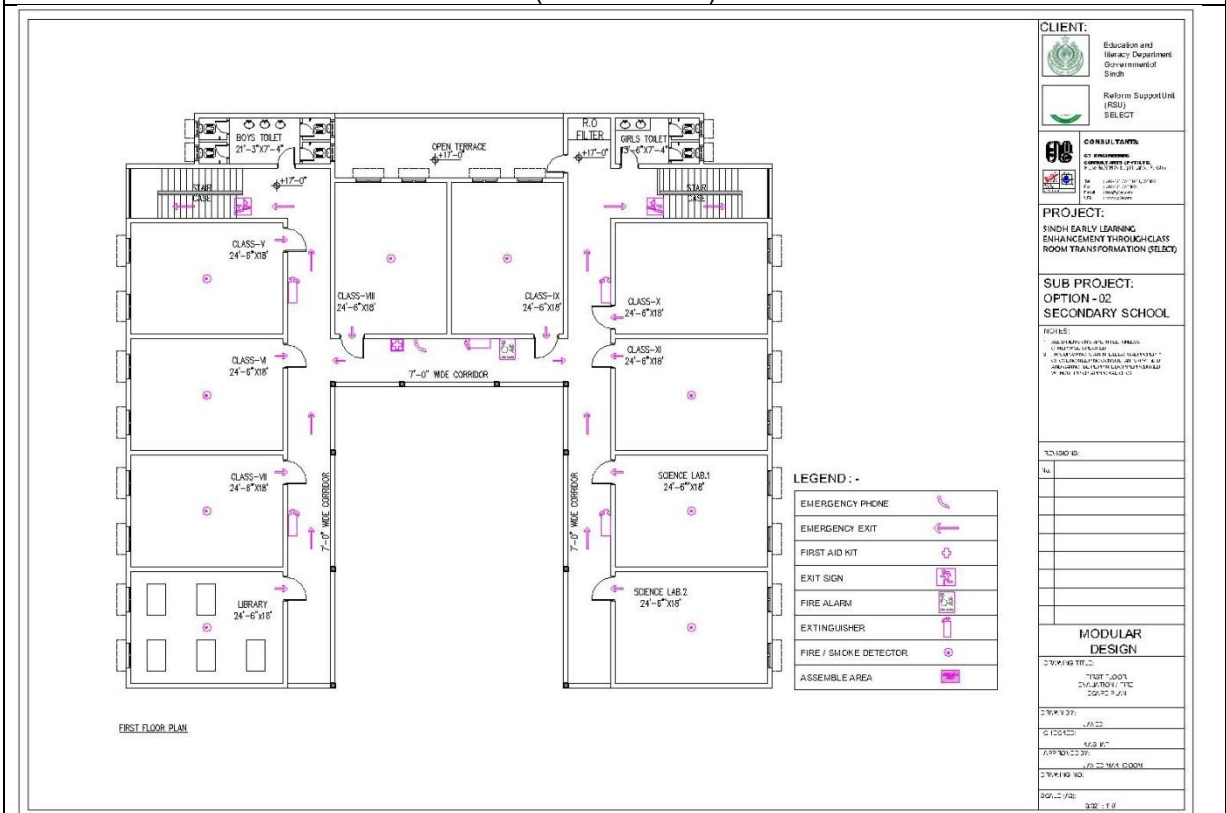 BOYS TOILET
21'-3"X7'-4"
OPEN TERRACE
+17'-0"
R.O
FILTER
+17'-0"
GIRLS TOILET
+17'-0"
STAIR
CASE
STAIR
CASE
CLASS-V
24'-6"X18'
CLASS-VIII
24'-6"X18'
CLASS-IX
24'-6"X18'
CLASS-X
24'-6"X18'
CLASS-VI
24'-6"X18'
7'-0" WIDE CORRIDOR
CLASS-XI
24'-6"X18'
CLASS-VII
24'-6"X18'
7'-0" WIDE CORRIDOR
7'-0" WIDE CORRIDOR
SCIENCE LAB.1
24'-6"X18'
LIBRARY
24'-6"x18'
SCIENCE LAB.2
24'-6"X18'
FIRST FLOOR PLAN
LEGEND : -
EMERGENCY PHONE
EMERGENCY EXIT
FIRST AID KIT
EXIT SIGN
FIRE ALARM
EXTINGUISHER
FIRE / SMOKE DETECTOR
ASSEMBLE AREA
CLIENT:
Education and
literacy Department
Government of
Sindh
Reform Support Unit
(RSU)
SELECT
CONSULTANTS:
PROJECT:
SINDH EARLY LEARNING
ENHANCEMENT THROUGH CLASS
ROOM TRANSFORMATION (SELECT)
SUB PROJECT:
OPTION - 02
SECONDARY SCHOOL
NOTES:
REVISIONS:
No.
MODULAR
DESIGN
DRAWING TITLE:
FIRST FLOOR
DRAWN BY:
CHECKED:
APPROVED BY:
DRAWING NO: